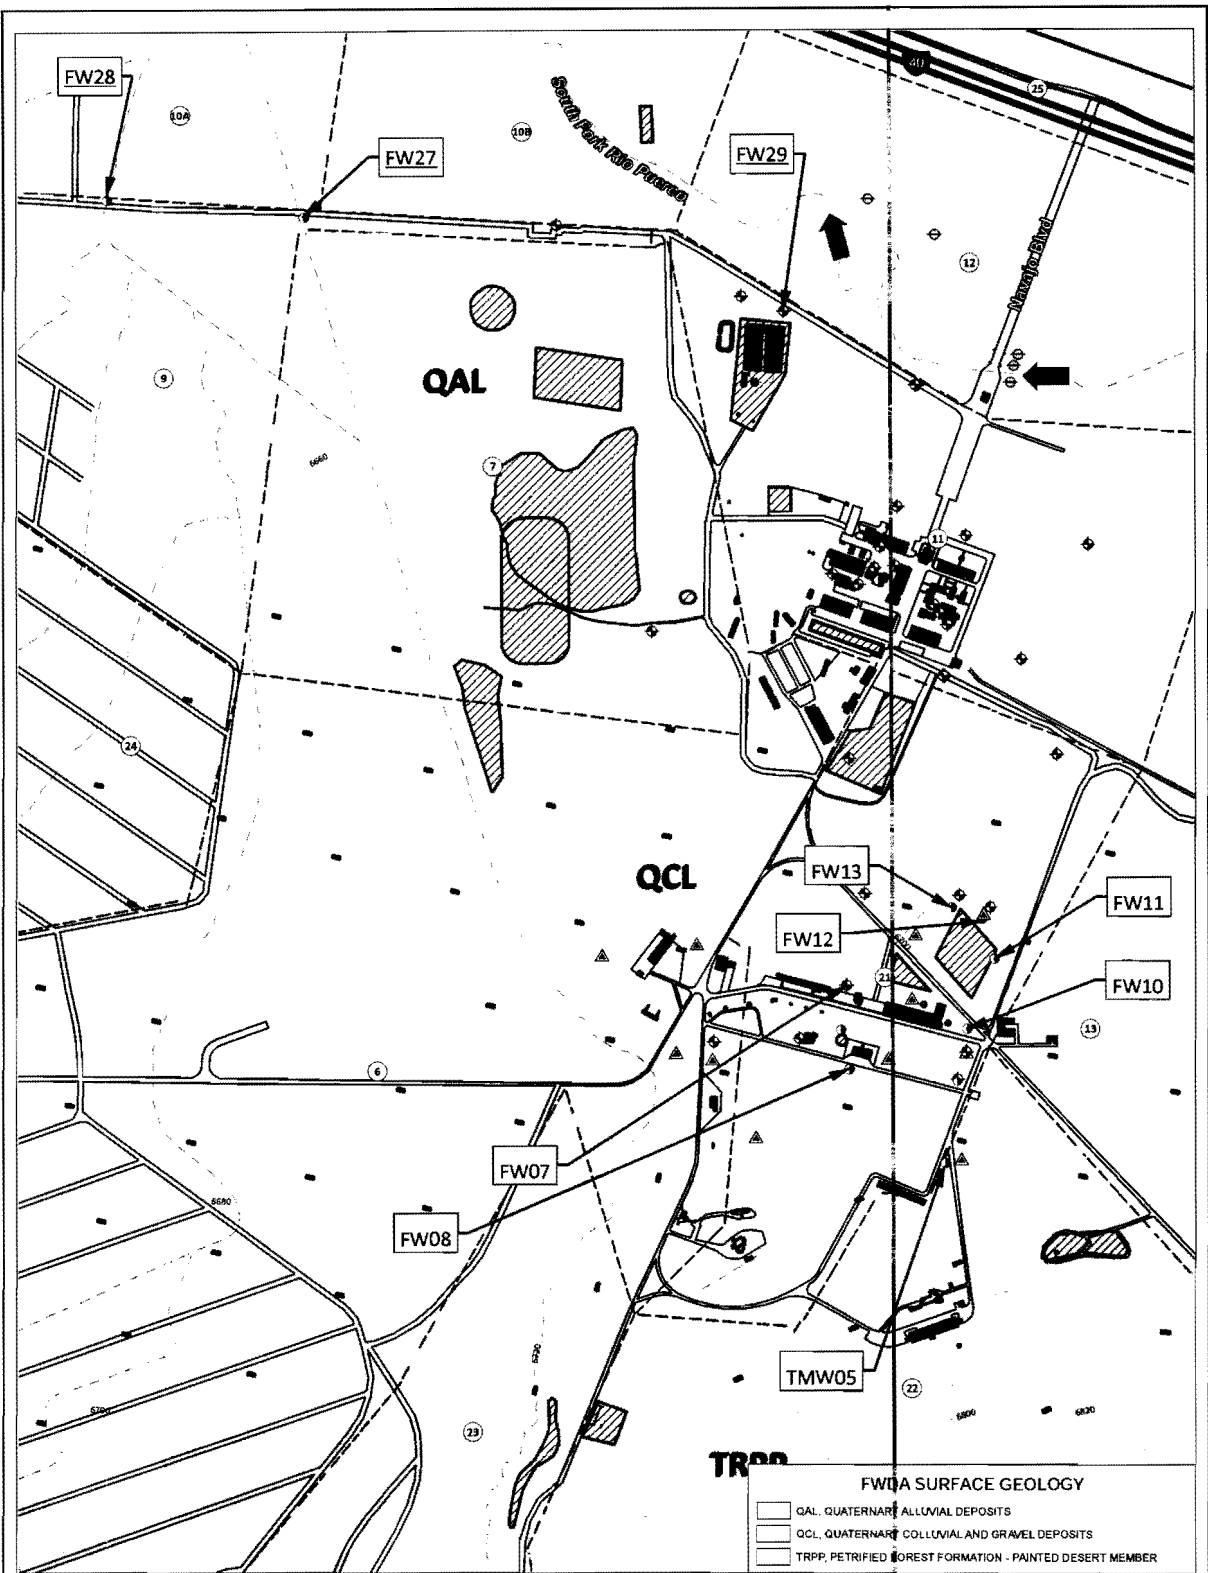 40
25
FW28
10A
10B
South Fork Rio Puerco
FW27
FW29
Navajo Blvd
12
9
QAL
6660
7
11
24
QCL
FW13
FW11
FW12
6700
21
FW10
13
6
FW07
6680
FW08
6720
TMW05
22
6700
6800
6820
23
TRPP
FWDA SURFACE GEOLOGY
QAL, QUATERNARY ALLUVIAL DEPOSITS
QCL, QUATERNARY COLLUVIAL AND GRAVEL DEPOSITS
TRPP, PETRIFIED FOREST FORMATION - PAINTED DESERT MEMBER